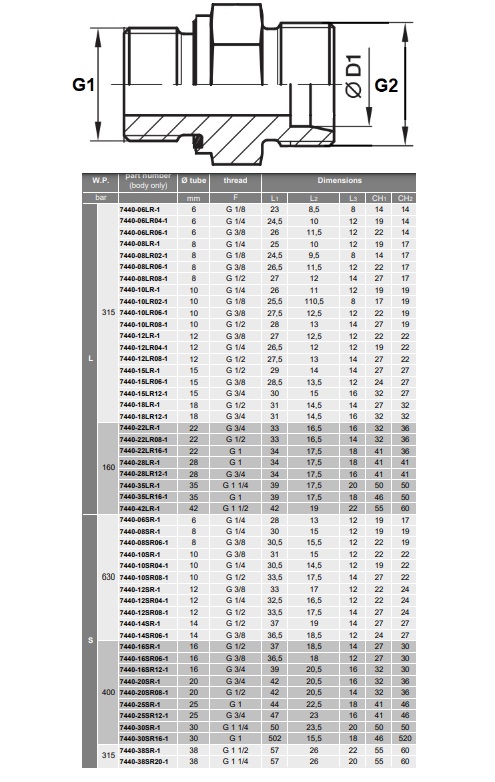 G1
Ø D1
G2
W.P. part number Ø tube thread Dimensions
(body only)
bar mm F L1 L2 L3 CH1 CH2
7440-06LR-1 6 G 1/8 23 8,5 8 14 14
7440-06LR04-1 6 G 1/4 24,5 10 12 19 14
7440-06LR06-1 6 G 3/8 26 11,5 12 22 14
7440-08LR-1 8 G 1/4 25 10 12 19 17
7440-08LR02-1 8 G 1/8 24,5 9,5 8 14 17
7440-08LR06-1 8 G 3/8 26,5 11,5 12 22 17
7440-08LR08-1 8 G 1/2 27 12 14 27 17
7440-10LR-1 10 G 1/4 26 11 12 19 19
7440-10LR02-1 10 G 1/8 25,5 110,5 8 17 19
315 7440-10LR06-1 10 G 3/8 27,5 12,5 12 22 19
7440-10LR08-1 10 G 1/2 28 13 14 27 19
7440-12LR-1 12 G 3/8 27 12,5 12 22 22
7440-12LR04-1 12 G 1/4 26,5 12 12 19 22
L 7440-12LR08-1 12 G 1/2 27,5 13 14 27 22
7440-15LR-1 15 G 1/2 29 14 14 27 27
7440-15LR06-1 15 G 3/8 28,5 13,5 12 24 27
7440-15LR12-1 15 G 3/4 30 15 16 32 27
7440-18LR-1 18 G 1/2 31 14,5 14 27 32
7440-18LR12-1 18 G 3/4 31 14,5 16 32 32
7440-22LR-1 22 G 3/4 33 16,5 16 32 36
7440-22LR08-1 22 G 1/2 33 16,5 14 32 36
7440-22LR16-1 22 G 1 34 17,5 18 41 36
160 7440-28LR-1 28 G 1 34 17,5 18 41 41
7440-28LR12-1 28 G 3/4 34 17,5 16 41 41
7440-35LR-1 35 G 1 1/4 39 17,5 20 50 50
7440-35LR16-1 35 G 1 39 17,5 18 46 50
7440-42LR-1 42 G 1 1/2 42 19 22 55 60
7440-06SR-1 6 G 1/4 28 13 12 19 17
7440-08SR-1 8 G 1/4 30 15 12 19 19
7440-08SR06-1 8 G 3/8 30,5 15,5 12 22 19
7440-10SR-1 10 G 3/8 31 15 12 22 22
7440-10SR04-1 10 G 1/4 30,5 14,5 12 19 22
630 7440-10SR08-1 10 G 1/2 33,5 17,5 14 27 22
7440-12SR-1 12 G 3/8 33 17 12 22 24
7440-12SR04-1 12 G 1/4 32,5 16,5 12 22 24
7440-12SR08-1 12 G 1/2 33,5 17,5 14 27 24
7440-14SR-1 14 G 1/2 37 19 14 27 27
7440-14SR06-1 14 G 3/8 36,5 18,5 12 24 27
S 7440-16SR-1 16 G 1/2 37 18,5 14 27 30
7440-16SR06-1 16 G 3/8 36,5 18 12 27 30
7440-16SR12-1 16 G 3/4 39 20,5 16 32 30
7440-20SR-1 20 G 3/4 42 20,5 16 32 36
400 7440-20SR08-1 20 G 1/2 42 20,5 14 32 36
7440-25SR-1 25 G 1 44 22,5 18 41 46
7440-25SR12-1 25 G 3/4 47 23 16 41 46
7440-30SR-1 30 G 1 1/4 50 23,5 20 50 50
7440-30SR16-1 30 G 1 502 15,5 18 46 520
315 7440-38SR-1 38 G 1 1/2 57 26 22 55 60
7440-38SR20-1 38 G 1 1/4 57 26 20 55 60